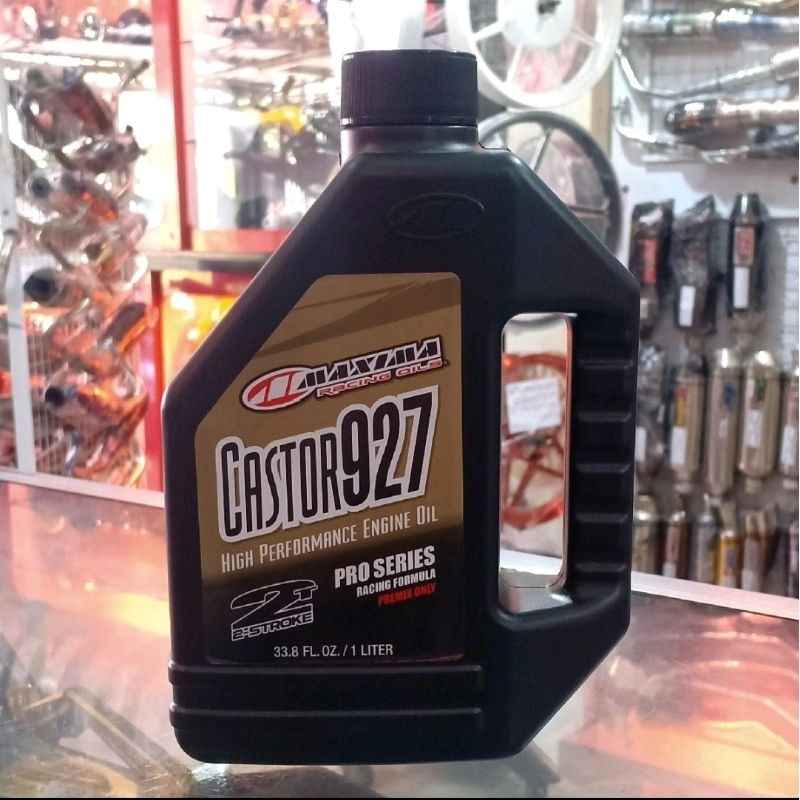 MAXIMA
RACING OILS
CASTOR927
HIGH PERFORMANCE ENGINE OIL
PRO SERIES
RACING FORMULA
PREMIX ONLY
2T
2-STROKE
33.8 FL. OZ. / 1 LITER